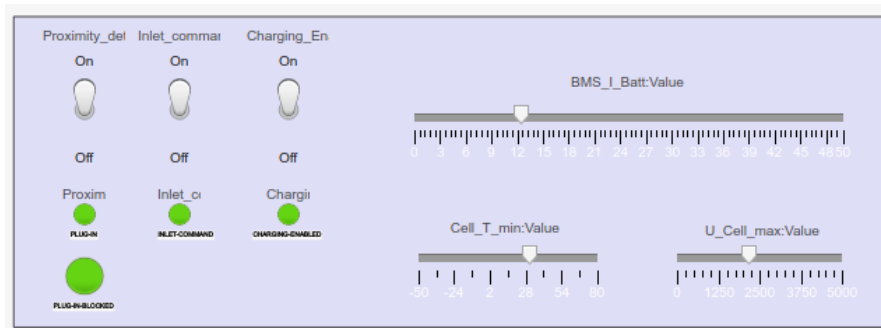 Proximity_det Inlet_commar Charging_En
On On On
BMS_I_Batt:Value
0 3 6 9 12 15 18 21 24 27 30 33 36 39 42 45 48 50
Off Off Off
Proxim Inlet_c Chargi
PLUG-IN INLET-COMMAND CHARGING-ENABLED
Cell_T_min:Value U_Cell_max:Value
-50 -24 2 28 54 80 0 1250 2500 3750 5000
PLUG-IN-BLOCKED